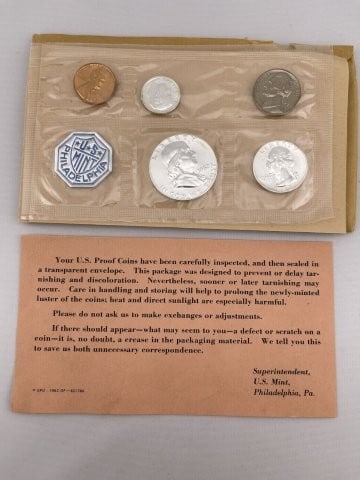 U.S
MINT
PHILADELPHIA
LIBERTY
Your U.S. Proof Coins have been carefully inspected, and then sealed in
a transparent envelope. This package was designed to prevent or delay tar-
nishing and discoloration. Nevertheless, sooner or later tarnishing may
occur. Care in handling and storing will help to prolong the newly-minted
luster of the coins; heat and direct sunlight are especially harmful.
Please do not ask us to make exchanges or adjustments.
If there should appear—what may seem to you—a defect or scratch on a
coin—it is, no doubt, a crease in the packaging material. We tell you this
to save us both unnecessary correspondence.
Superintendent,
U.S. Mint,
Philadelphia, Pa.